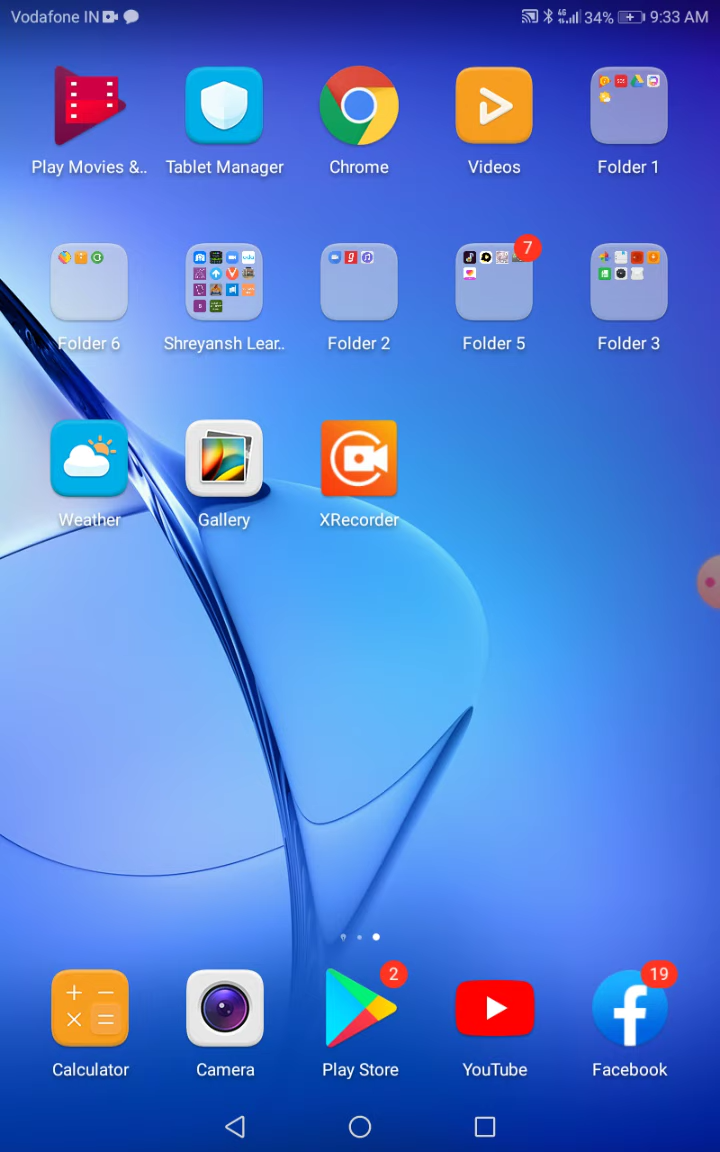 Vodafone IN 34% 9:33 AM
Play Movies &.. Tablet Manager Chrome Videos Folder 1
7
Folder 6 Shreyansh Lear.. Folder 2 Folder 5 Folder 3
Weather Gallery XRecorder
2 19
Calculator Camera Play Store YouTube Facebook